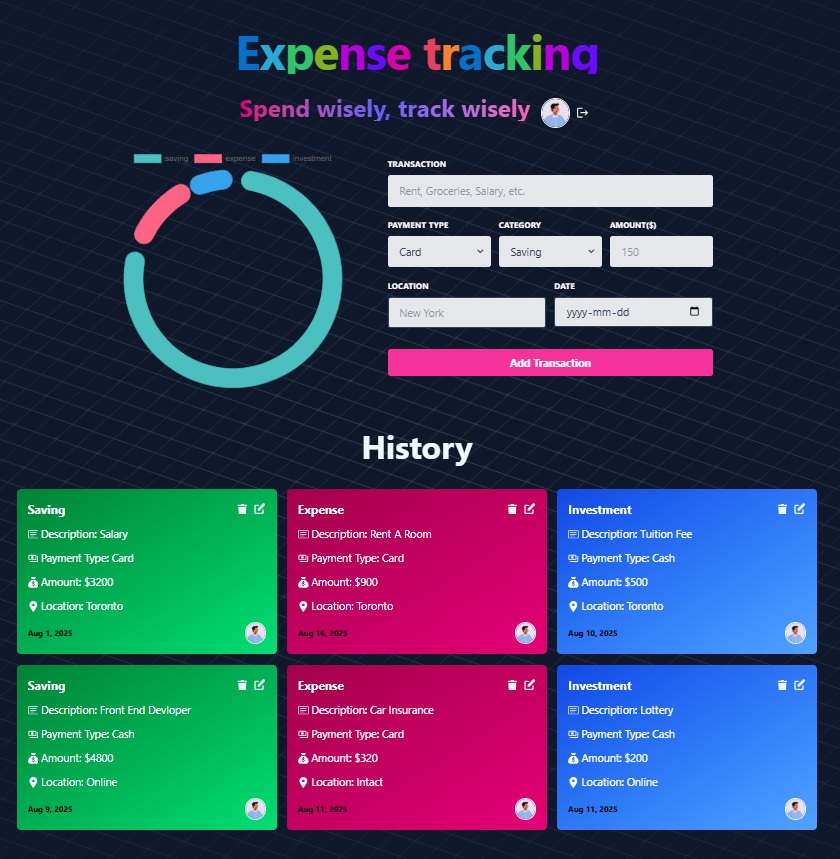 Expense tracking
Spend wisely, track wisely
saving expense investment
TRANSACTION
Rent, Groceries, Salary, etc.
PAYMENT TYPE CATEGORY AMOUNT($)
Card Saving 150
LOCATION DATE
New York yyyy-mm-dd
Add Transaction
History
Saving
Description: Salary
Payment Type: Card
Amount: $3200
Location: Toronto
Aug 1, 2025
Expense
Description: Rent A Room
Payment Type: Card
Amount: $900
Location: Toronto
Aug 16, 2025
Investment
Description: Tuition Fee
Payment Type: Cash
Amount: $500
Location: Toronto
Aug 10, 2025
Saving
Description: Front End Devloper
Payment Type: Cash
Amount: $4800
Location: Online
Aug 9, 2025
Expense
Description: Car Insurance
Payment Type: Card
Amount: $320
Location: Intact
Aug 11, 2025
Investment
Description: Lottery
Payment Type: Cash
Amount: $200
Location: Online
Aug 11, 2025